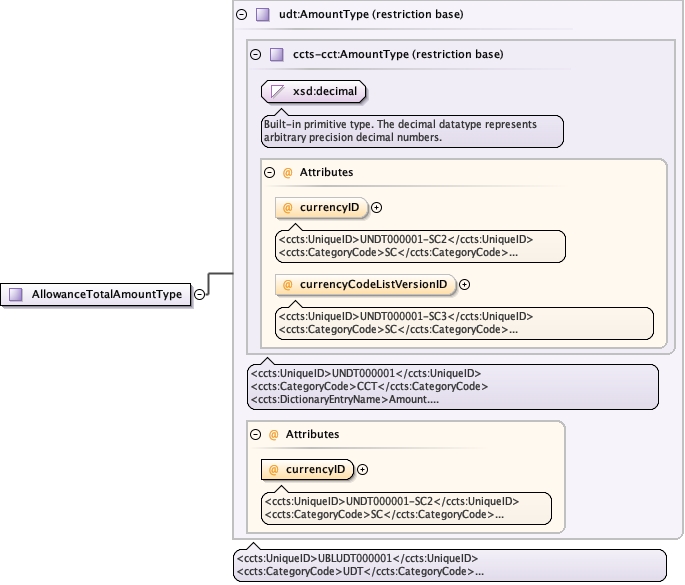 udt:AmountType (restriction base)
ccts-cct:AmountType (restriction base)
xsd:decimal
Built-in primitive type. The decimal datatype represents
arbitrary precision decimal numbers.
@ Attributes
@ currencyID
<ccts:UniqueID>UNDT000001-SC2</ccts:UniqueID>
<ccts:CategoryCode>SC</ccts:CategoryCode>...
@ currencyCodeListVersionID
<ccts:UniqueID>UNDT000001-SC3</ccts:UniqueID>
<ccts:CategoryCode>SC</ccts:CategoryCode>...
AllowanceTotalAmountType
<ccts:UniqueID>UNDT000001</ccts:UniqueID>
<ccts:CategoryCode>CCT</ccts:CategoryCode>
<ccts:DictionaryEntryName>Amount....
@ Attributes
@ currencyID
<ccts:UniqueID>UNDT000001-SC2</ccts:UniqueID>
<ccts:CategoryCode>SC</ccts:CategoryCode>...
<ccts:UniqueID>UBLUDT000001</ccts:UniqueID>
<ccts:CategoryCode>UDT</ccts:CategoryCode>...